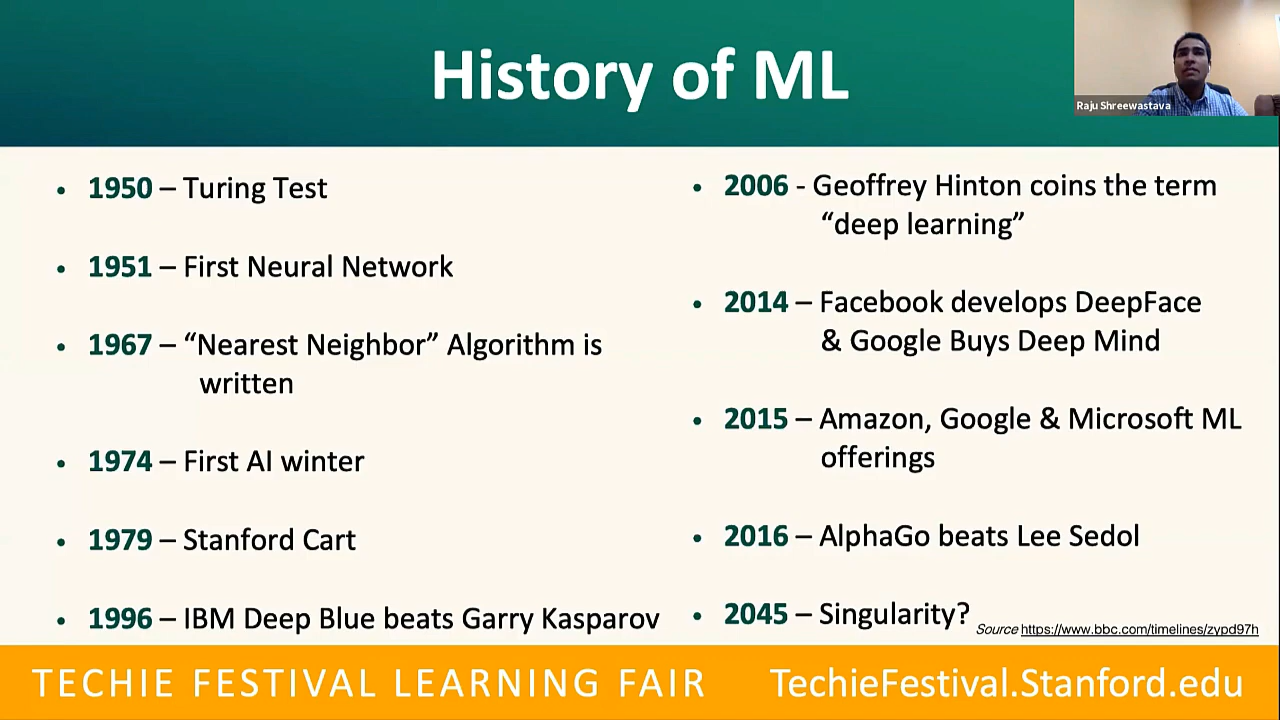 History of ML
Raju Shreewastava
• 1950 – Turing Test
• 1951 – First Neural Network
• 1967 – “Nearest Neighbor” Algorithm is
written
• 1974 – First AI winter
• 1979 – Stanford Cart
• 1996 – IBM Deep Blue beats Garry Kasparov
• 2006 - Geoffrey Hinton coins the term
“deep learning”
• 2014 – Facebook develops DeepFace
& Google Buys Deep Mind
• 2015 – Amazon, Google & Microsoft ML
offerings
• 2016 – AlphaGo beats Lee Sedol
• 2045 – Singularity?
Source https://www.bbc.com/timelines/zypd97h
TECHIE FESTIVAL LEARNING FAIR
TechieFestival.Stanford.edu